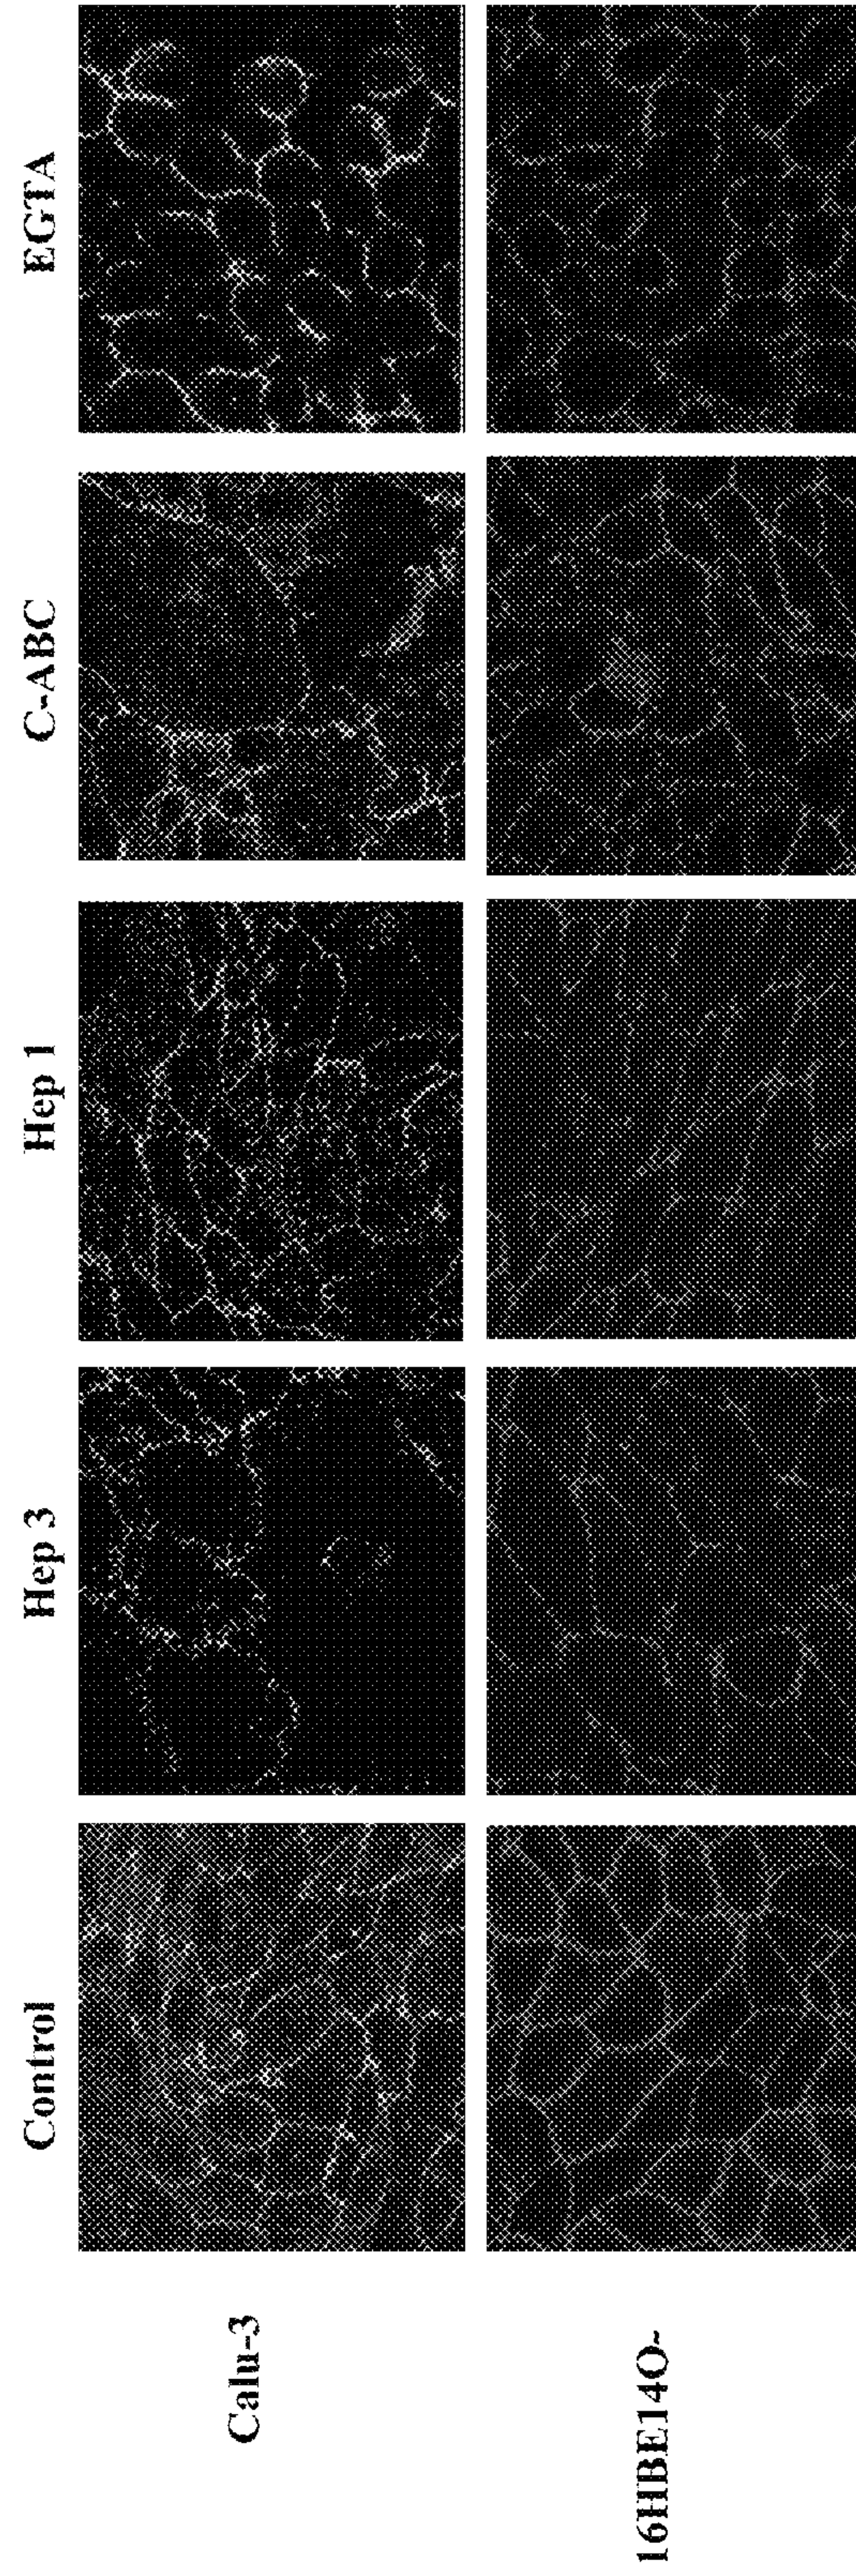 Control
Hep 3
Hep 1
C-ABC
EGTA
Calu-3
16HBE14O-